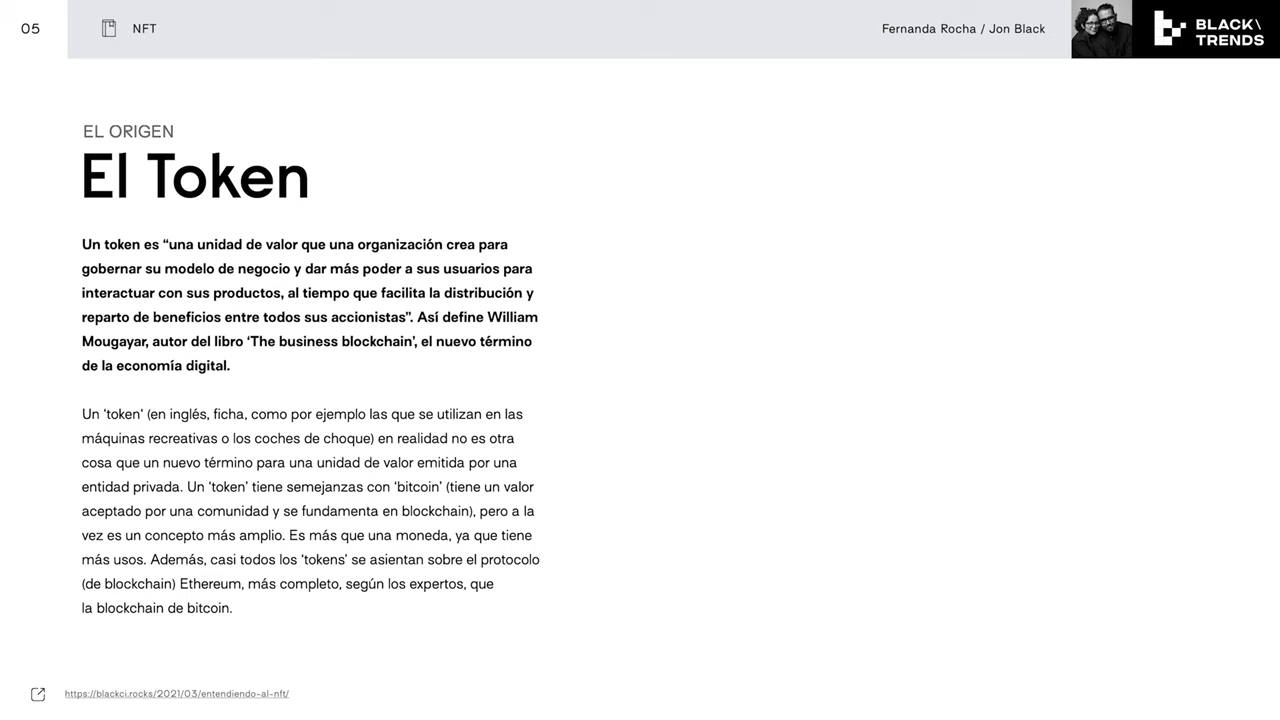 05
NFT
Fernanda Rocha / Jon Black
BLACK\
TRENDS
EL ORIGEN
El Token
Un token es “una unidad de valor que una organización crea para
gobernar su modelo de negocio y dar más poder a sus usuarios para
interactuar con sus productos, al tiempo que facilita la distribución y
reparto de beneficios entre todos sus accionistas”. Así define William
Mougayar, autor del libro ‘The business blockchain’, el nuevo término
de la economía digital.
Un ‘token‘ (en inglés, ficha, como por ejemplo las que se utilizan en las
máquinas recreativas o los coches de choque) en realidad no es otra
cosa que un nuevo término para una unidad de valor emitida por una
entidad privada. Un ‘token’ tiene semejanzas con ‘bitcoin’ (tiene un valor
aceptado por una comunidad y se fundamenta en blockchain), pero a la
vez es un concepto más amplio. Es más que una moneda, ya que tiene
más usos. Además, casi todos los ‘tokens’ se asientan sobre el protocolo
(de blockchain) Ethereum, más completo, según los expertos, que
la blockchain de bitcoin.
https://blackci.rocks/2021/03/entendiendo-al-nft/